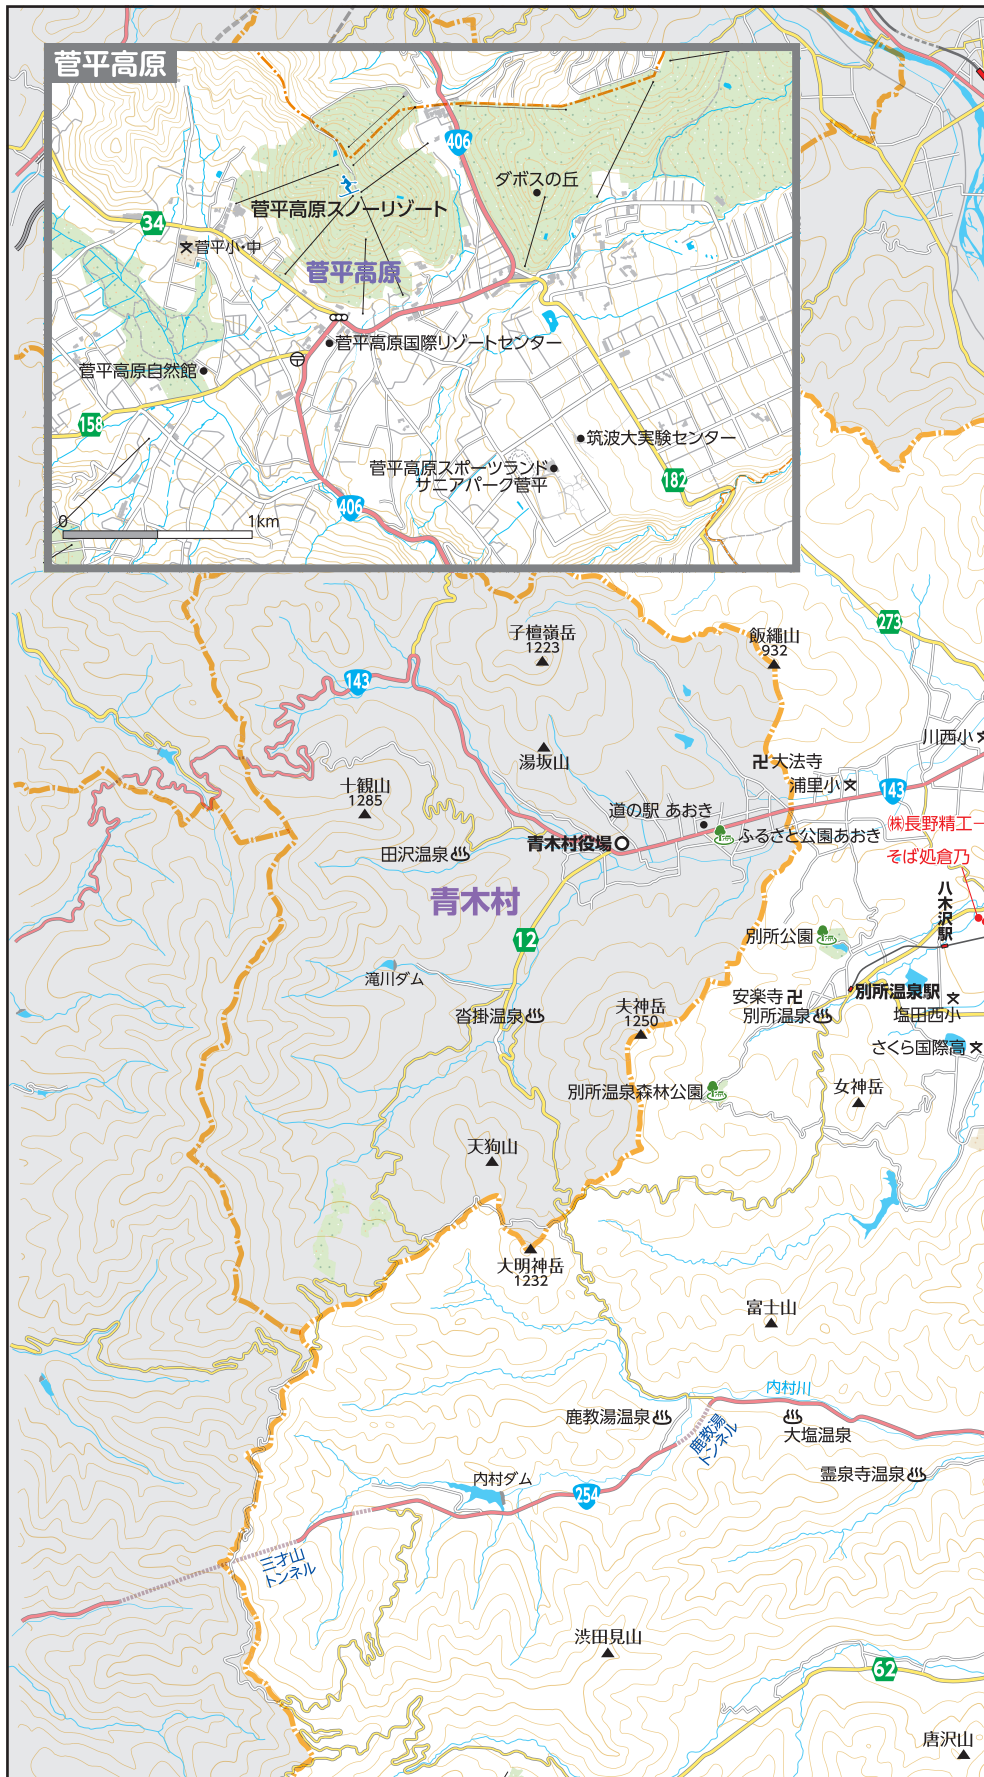 菅平高原
406
ダボスの丘
菅平高原スノーリゾート
34
菅平小・中
菅平高原
菅平高原国際リゾートセンター
菅平高原自然館
158
筑波大実験センター
菅平高原スポーツランド
サニアパーク菅平
182
406
0
1km
273
子檀嶺岳
1223
飯縄山
932
143
川西小
湯坂山
大法寺
浦里小
143
十観山
1285
道の駅 あおき
㈱長野精工
ふるさと公園あおき
青木村役場
田沢温泉
そば処倉乃
青木村
八木沢駅
12
別所公園
滝川ダム
安楽寺
別所温泉駅
沓掛温泉
夫神岳
1250
別所温泉
塩田西小
さくら国際高
別所温泉森林公園
女神岳
天狗山
大明神岳
1232
富士山
内村川
鹿教湯温泉
鹿教湯
トンネル
大塩温泉
霊泉寺温泉
内村ダム
254
三才山
トンネル
渋田見山
62
唐沢山